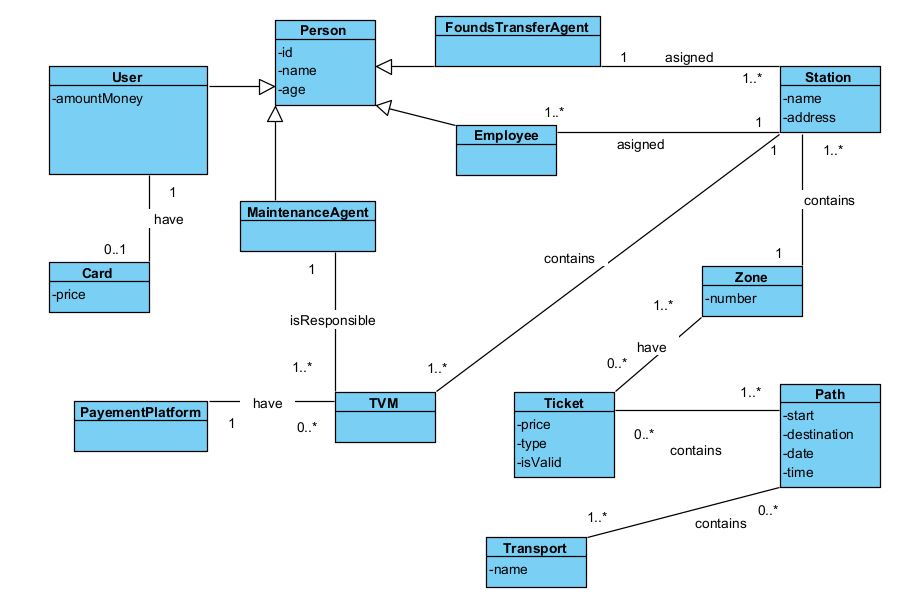 Person
-id
-name
-age
FoundsTransferAgent
1
asigned
1..*
User
-amountMoney
Station
-name
-address
Employee
1..*
1
asigned
1
have
0..1
Card
-price
MaintenanceAgent
1
isResponsible
1..*
1
contains
1..*
1..*
contains
1
Zone
-number
1..*
have
0..*
PayementPlatform
have
1
0..*
TVM
Ticket
-price
-type
-isValid
1..*
0..*
contains
Path
-start
-destination
-date
-time
1..*
0..*
contains
Transport
-name